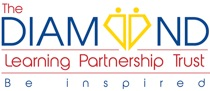 The
DIAMOND
Learning Partnership Trust
Be inspired